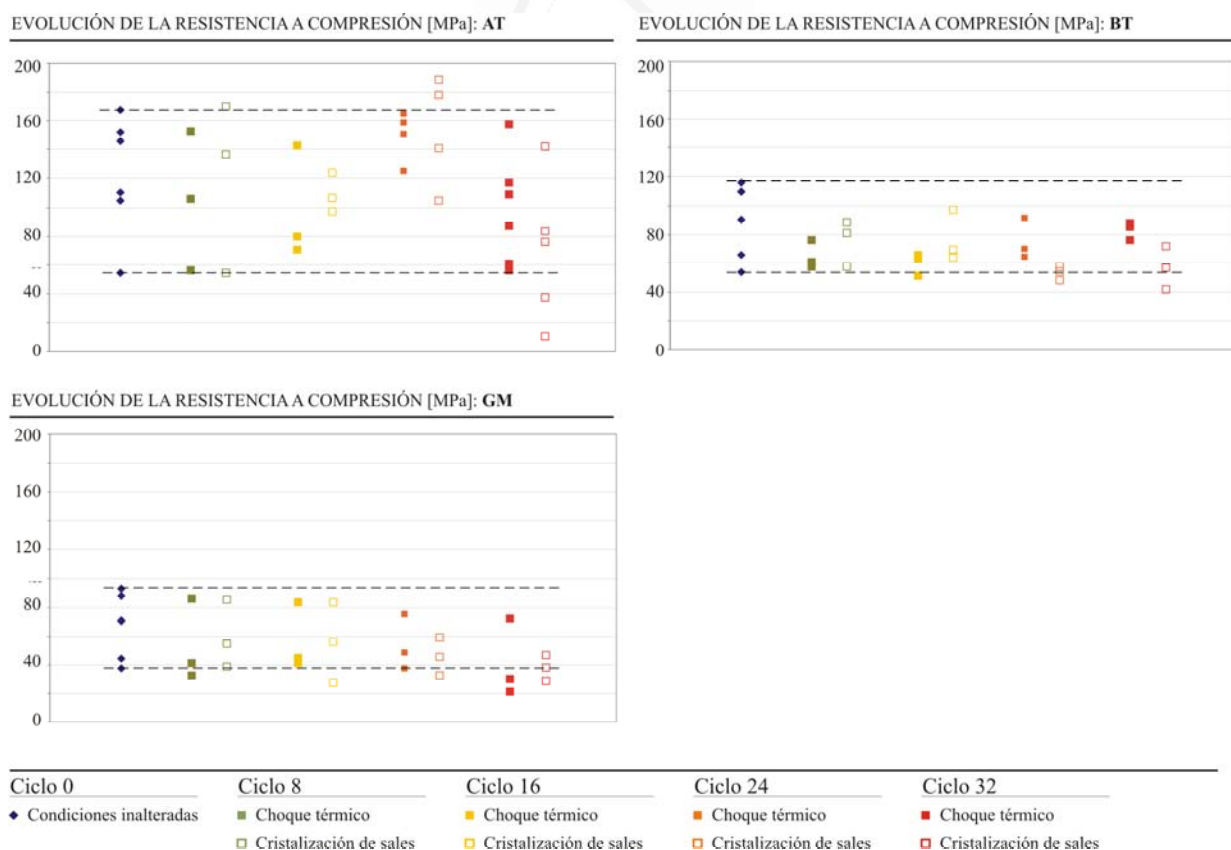 EVOLUCIÓN DE LA RESISTENCIA A COMPRESIÓN [MPa]: AT
200
160
120
80
40
0
EVOLUCIÓN DE LA RESISTENCIA A COMPRESIÓN [MPa]: BT
200
160
120
80
40
0
EVOLUCIÓN DE LA RESISTENCIA A COMPRESIÓN [MPa]: GM
200
160
120
80
40
0
Ciclo 0
Condiciones inalteradas
Ciclo 8
Choque térmico
Cristalización de sales
Ciclo 16
Choque térmico
Cristalización de sales
Ciclo 24
Choque térmico
Cristalización de sales
Ciclo 32
Choque térmico
Cristalización de sales